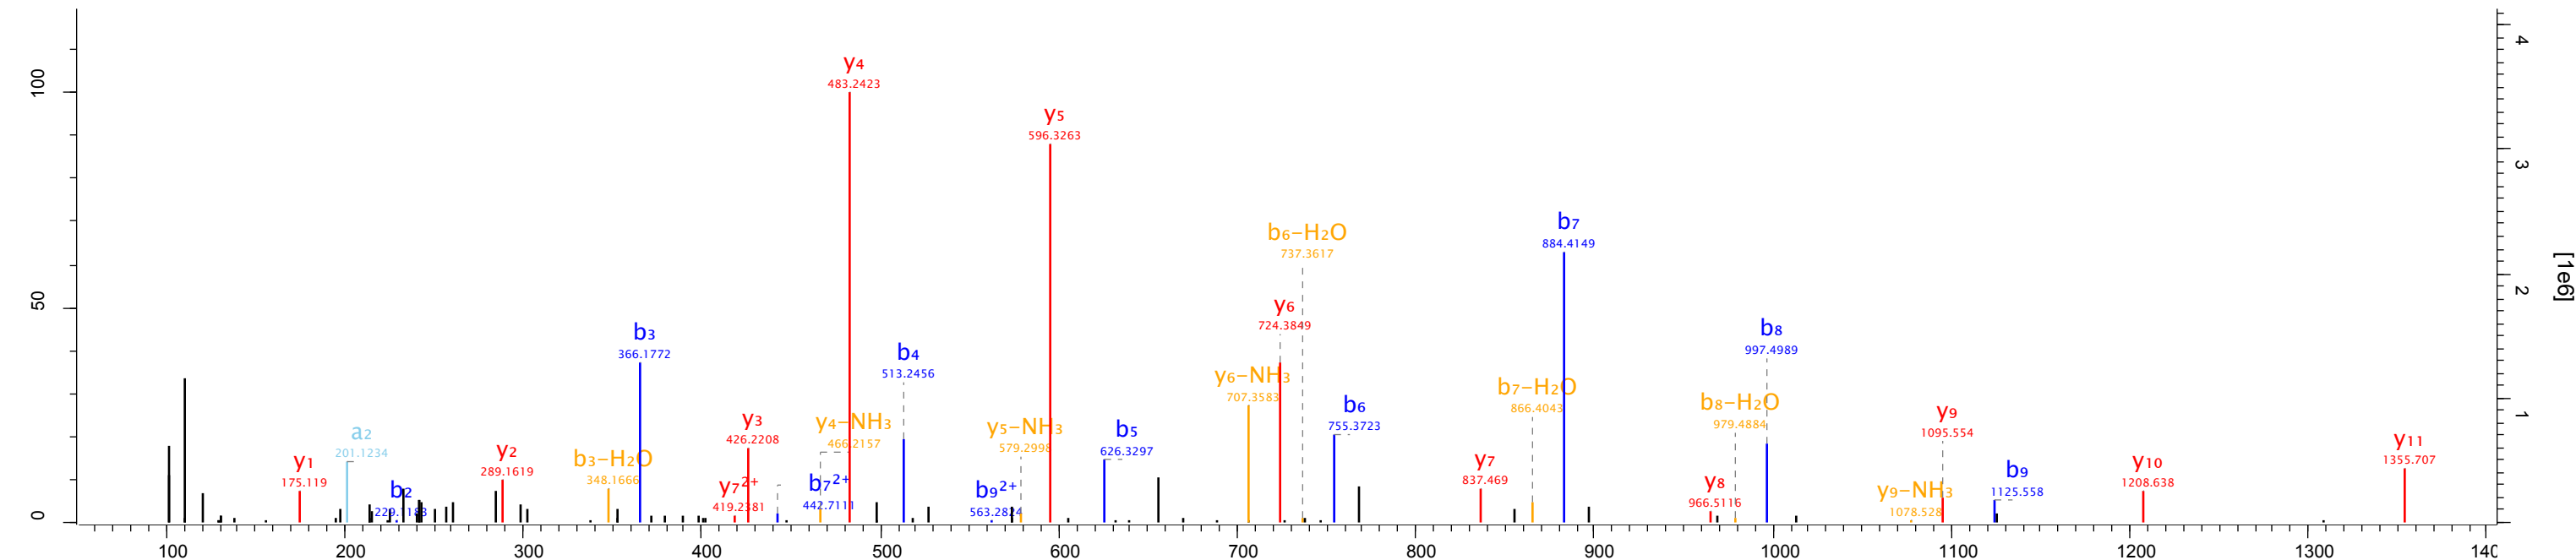 y4
483.2423
y5
596.3263
b7
884.4149
b6-H2O
737.3617
y6
724.3849
b3
366.1772
b8
997.4989
b4
513.2456
y6-NH3
707.3583
b7-H2O
866.4043
b6
755.3723
b8-H2O
979.4884
y3
426.2208
y4-NH3
466.2157
y5-NH3
579.2998
b5
626.3297
y9
1095.554
a2
201.1234
y2
289.1619
b3-H2O
348.1666
y1
175.119
y7
837.469
y11
1355.707
y10
1208.638
b9
1125.558
y8
966.5116
y9-NH3
1078.528
y7 2+
419.2381
b7 2+
442.7111
b9 2+
563.2824
b2
229.1183
0 50 100
1 2 3 4
[1e6]
100 200 300 400 500 600 700 800 900 1000 1100 1200 1300